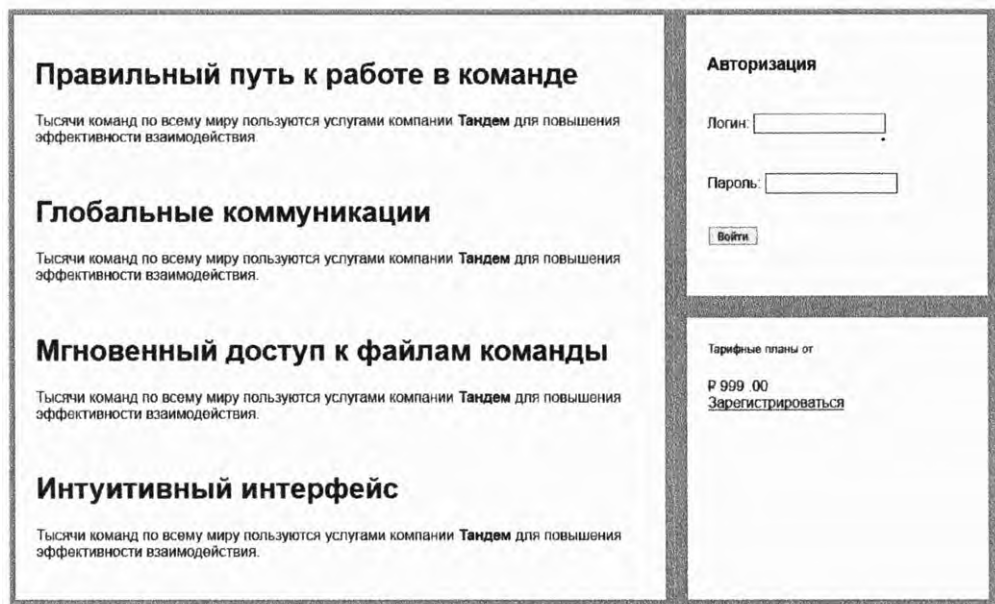 Правильный путь к работе в команде
Тысячи команд по всему миру пользуются услугами компании Тандем для повышения
эффективности взаимодействия.
Глобальные коммуникации
Тысячи команд по всему миру пользуются услугами компании Тандем для повышения
эффективности взаимодействия.
Мгновенный доступ к файлам команды
Тысячи команд по всему миру пользуются услугами компании Тандем для повышения
эффективности взаимодействия.
Интуитивный интерфейс
Тысячи команд по всему миру пользуются услугами компании Тандем для повышения
эффективности взаимодействия.
Авторизация
Логин:
Пароль:
Войти
Тарифные планы от
₽ 999 .00
Зарегистрироваться